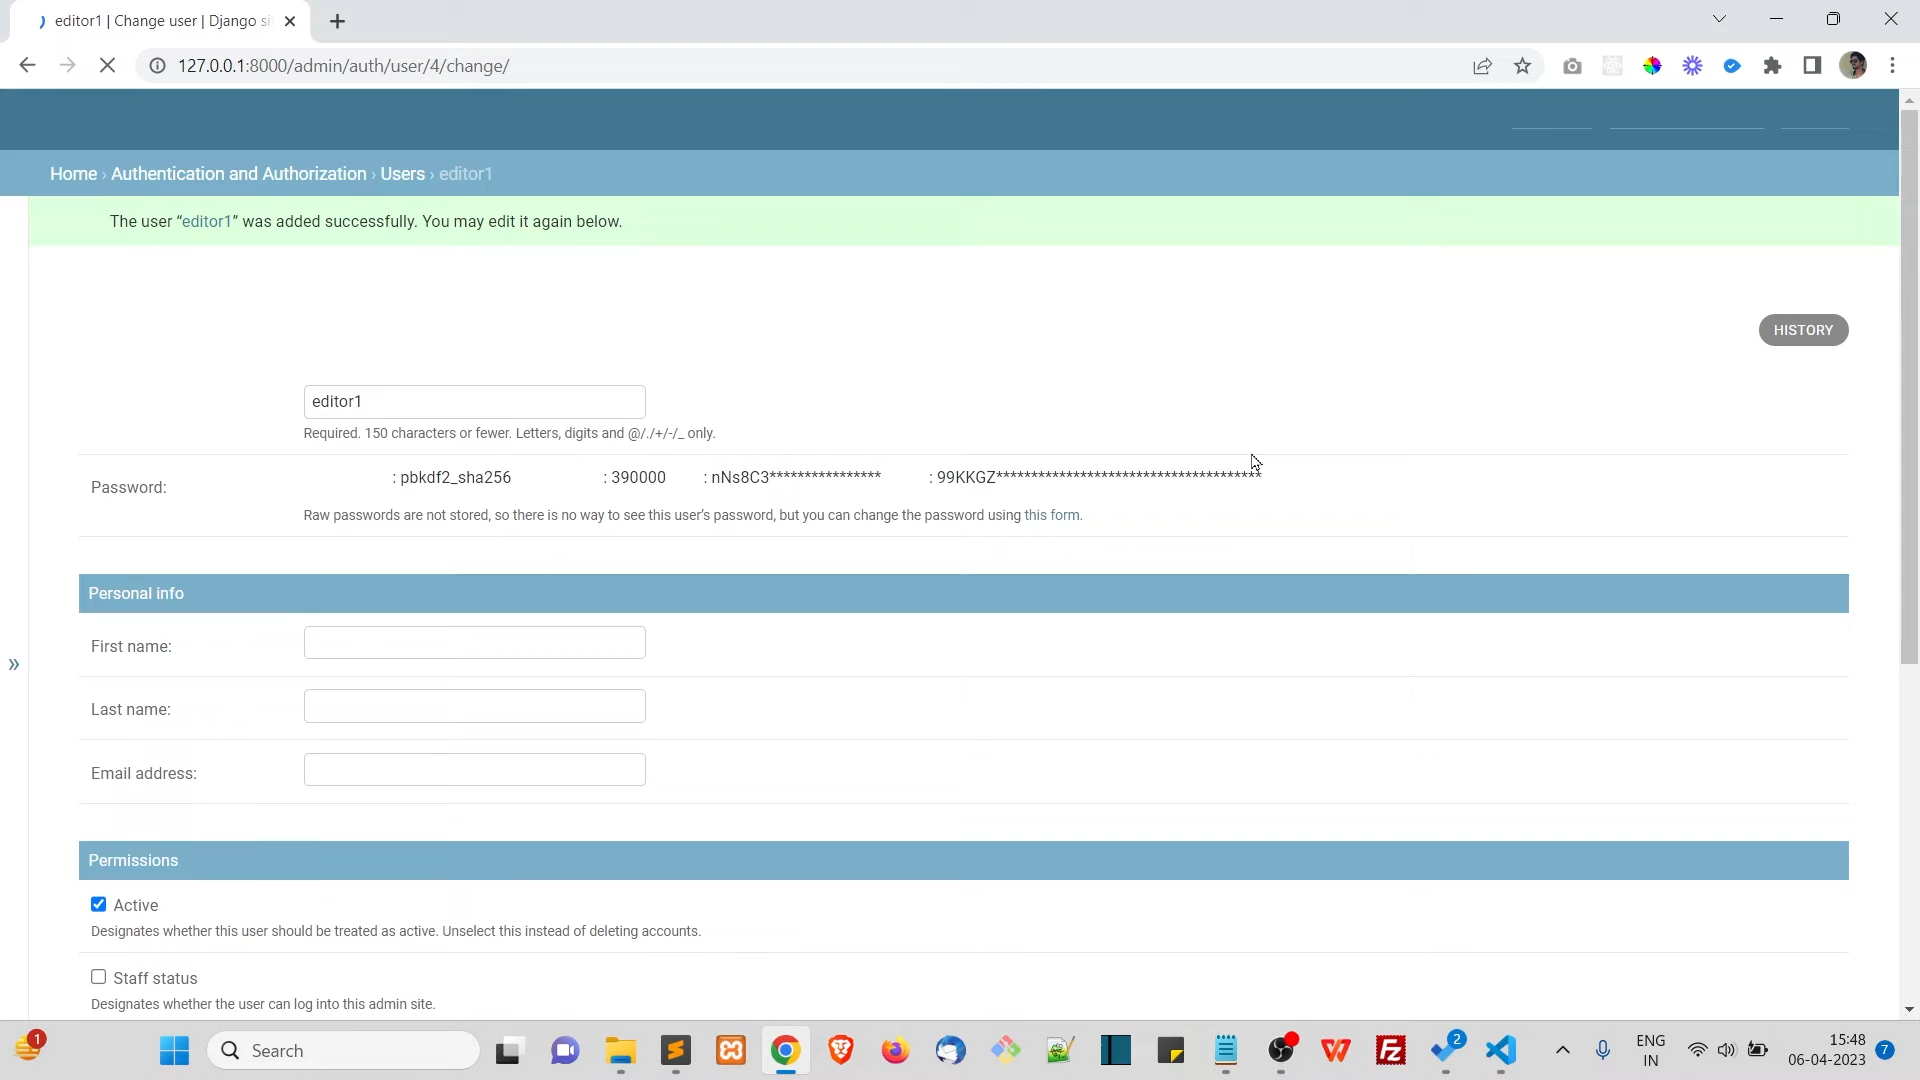 editor1 | Change user | Django si
127.0.0.1:8000/admin/auth/user/4/change/
Home › Authentication and Authorization › Users › editor1
The user “editor1” was added successfully. You may edit it again below.
HISTORY
editor1
Required. 150 characters or fewer. Letters, digits and @/./+/-/_ only.
Password:
: pbkdf2_sha256 : 390000 : nNs8C3**************** : 99KKGZ**************************************
Raw passwords are not stored, so there is no way to see this user’s password, but you can change the password using this form.
Personal info
First name:
Last name:
Email address:
Permissions
Active
Designates whether this user should be treated as active. Unselect this instead of deleting accounts.
Staff status
Designates whether the user can log into this admin site.
1
Search
2
ENG
IN
15:48
06-04-2023
7